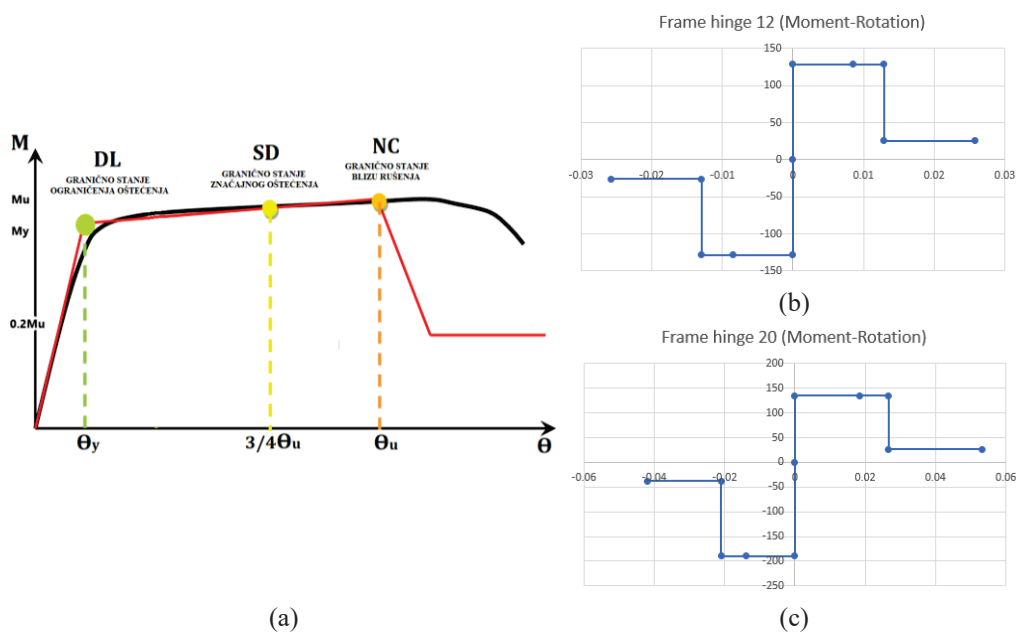 M
DL
GRANIČNO STANJE
OGRANIČENJA OŠTEĆENJA
SD
GRANIČNO STANJE
ZNAČAJNOG OŠTEĆENJA
NC
GRANIČNO STANJE
BLIZU RUŠENJA
Mu
My
0.2Mu
Өy
3/4Өu
Өu
Ө
(a)
Frame hinge 12 (Moment-Rotation)
150
100
50
0
-0.03 -0.02 -0.01 0 0.01 0.02 0.03
-50
-100
-150
(b)
Frame hinge 20 (Moment-Rotation)
200
150
100
50
0
-0.06 -0.04 -0.02 0 0.02 0.04 0.06
-50
-100
-150
-200
-250
(c)